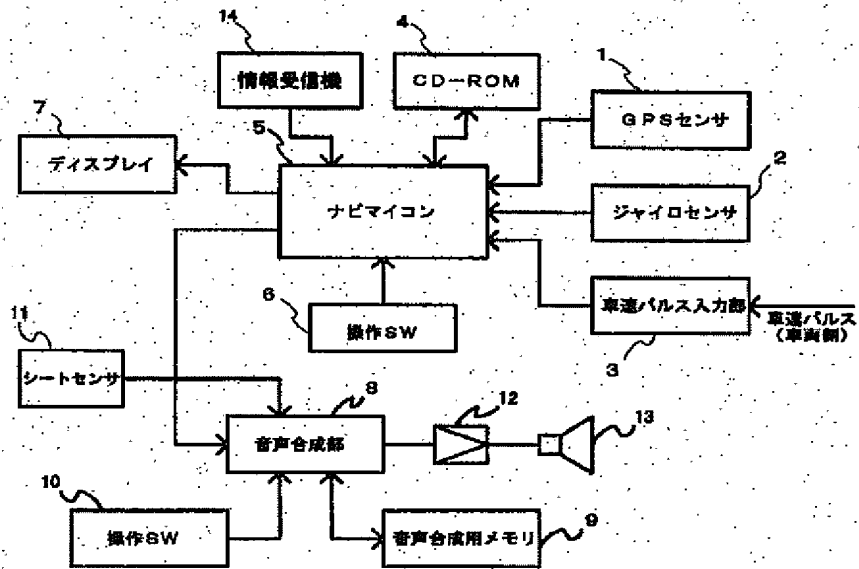 14
情報受信機
4
CD-ROM
1
GPSセンサ
7
ディスプレイ
5
ナビマイコン
2
ジャイロセンサ
6
操作SW
車速パルス入力部
3
車速パルス
(車両側)
11
シートセンサ
8
音声合成部
12
13
10
操作SW
音声合成用メモリ
9